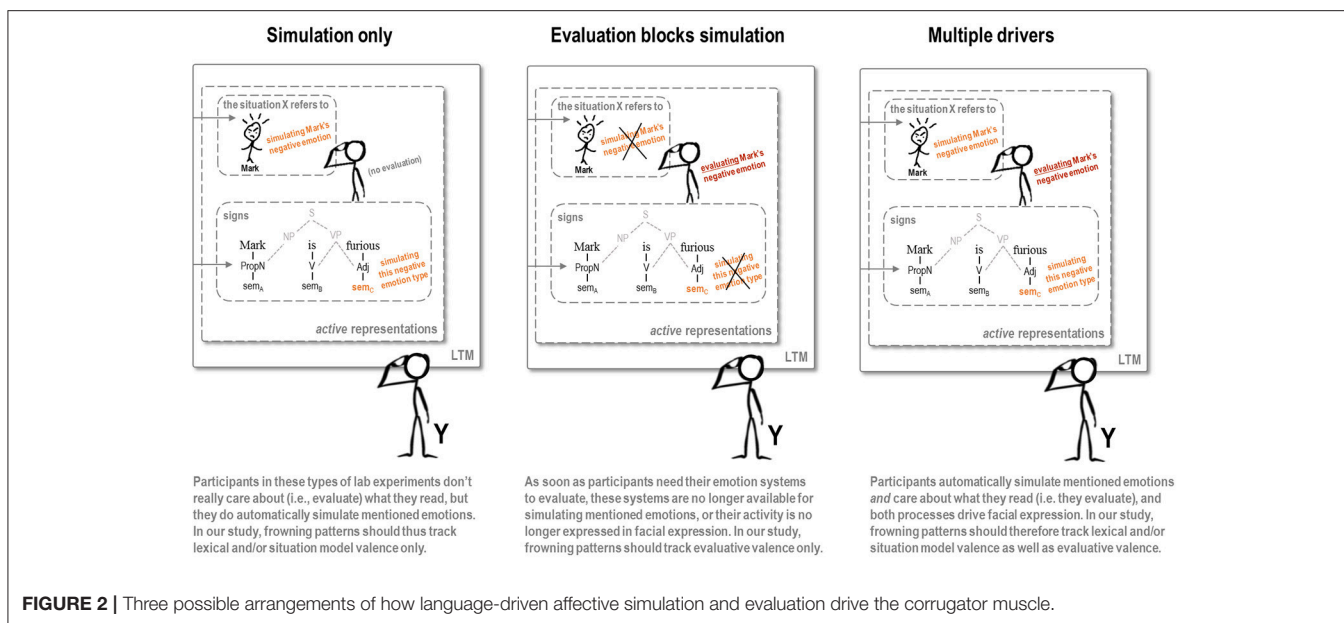 Simulation only
the situation X refers to
simulating Mark's
negative emotion
Mark
(no evaluation)
signs
S
NP
VP
Mark
is
furious
PropN
V
Adj
simulating
this negative
emotion type
semA
semB
semC
active representations
LTM
Y
Participants in these types of lab experiments don't
really care about (i.e., evaluate) what they read, but
they do automatically simulate mentioned emotions.
In our study, frowning patterns should thus track
lexical and/or situation model valence only.
Evaluation blocks simulation
the situation X refers to
simulating Mark's
negative emotion
Mark
evaluating Mark's
negative emotion
signs
S
NP
VP
Mark
is
furious
PropN
V
Adj
simulating
this negative
emotion type
semA
semB
semC
active representations
LTM
Y
As soon as participants need their emotion systems
to evaluate, these systems are no longer available for
simulating mentioned emotions, or their activity is no
longer expressed in facial expression. In our study,
frowning patterns should track evaluative valence only.
Multiple drivers
the situation X refers to
simulating Mark's
negative emotion
Mark
evaluating Mark's
negative emotion
signs
S
NP
VP
Mark
is
furious
PropN
V
Adj
simulating
this negative
emotion type
semA
semB
semC
active representations
LTM
Y
Participants automatically simulate mentioned emotions
and care about what they read (i.e. they evaluate), and
both processes drive facial expression. In our study,
frowning patterns should therefore track lexical and/or
situation model valence as well as evaluative valence.
FIGURE 2 | Three possible arrangements of how language-driven affective simulation and evaluation drive the corrugator muscle.